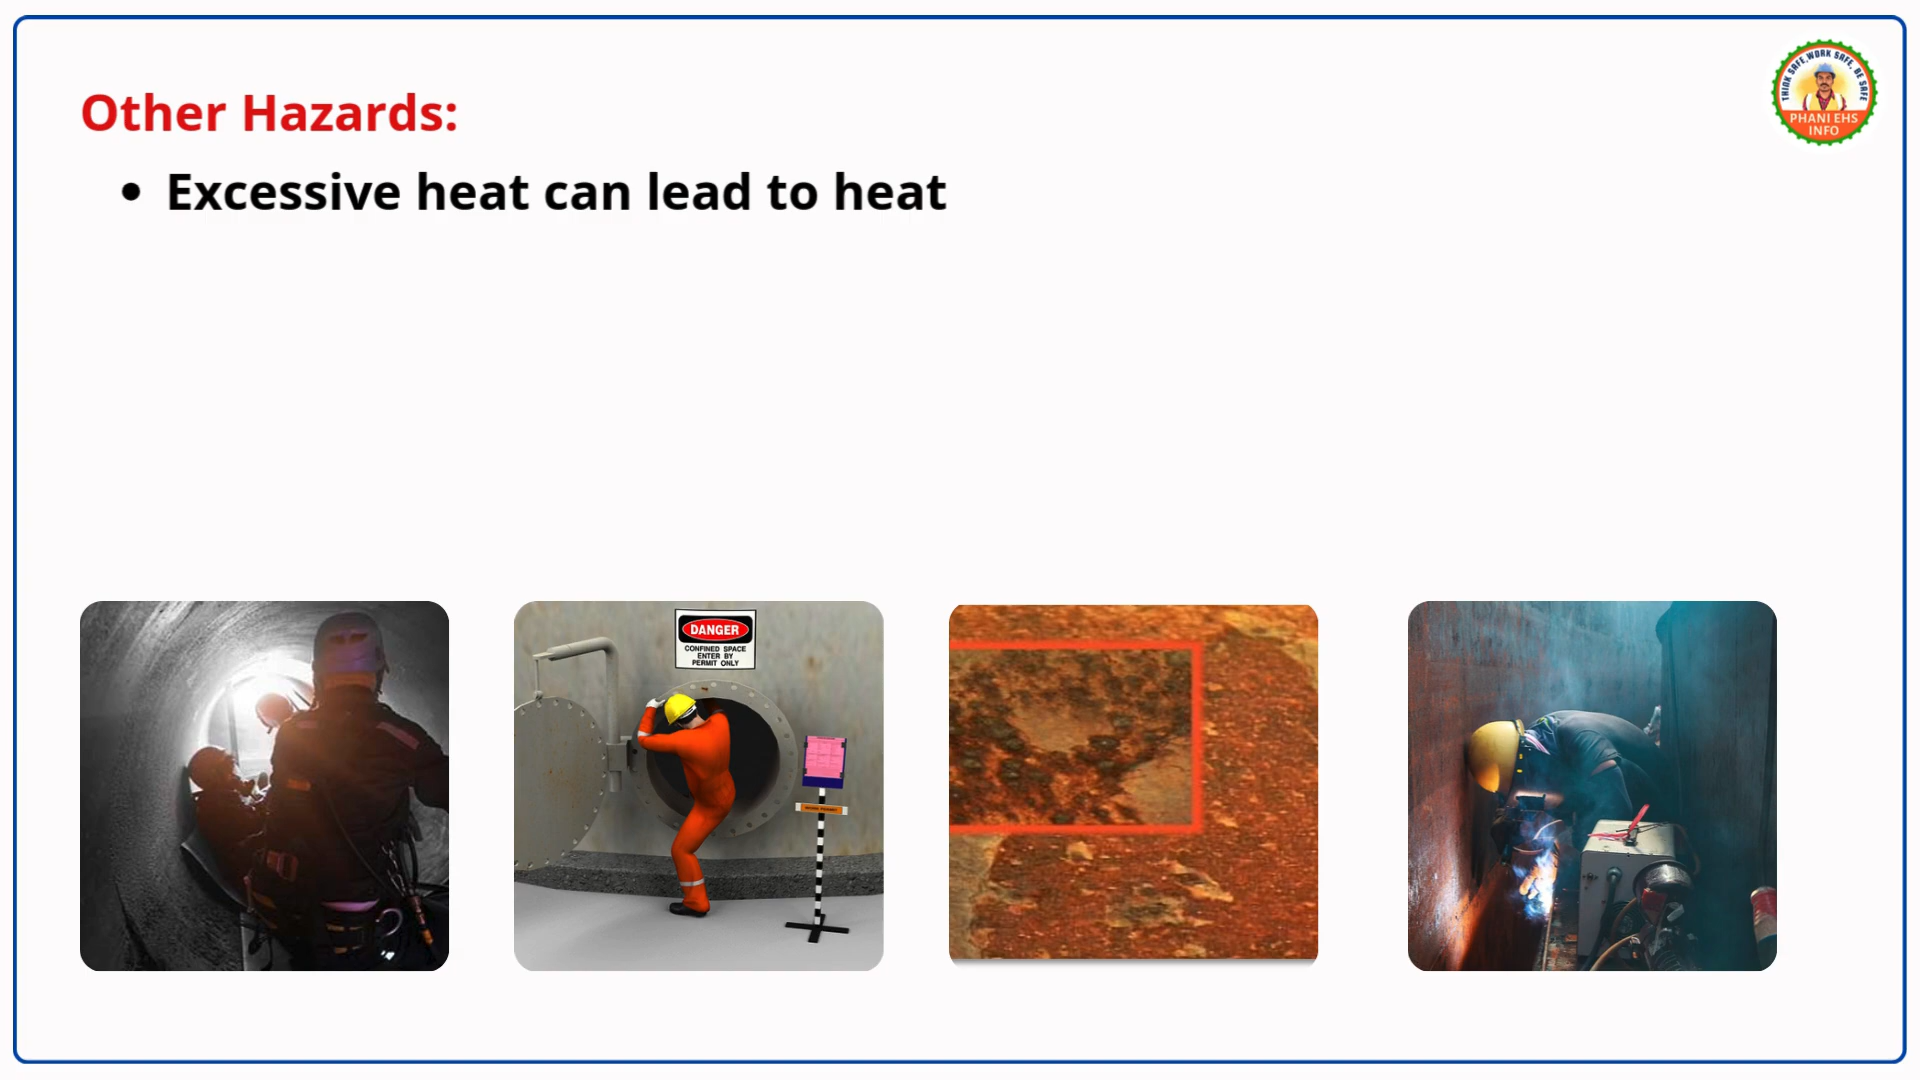 THINK SAFE,WORK SAFE, BE SAFE
PHANI EHS
INFO
Other Hazards:
• Excessive heat can lead to heat
DANGER
CONFINED SPACE
ENTER BY
PERMIT ONLY